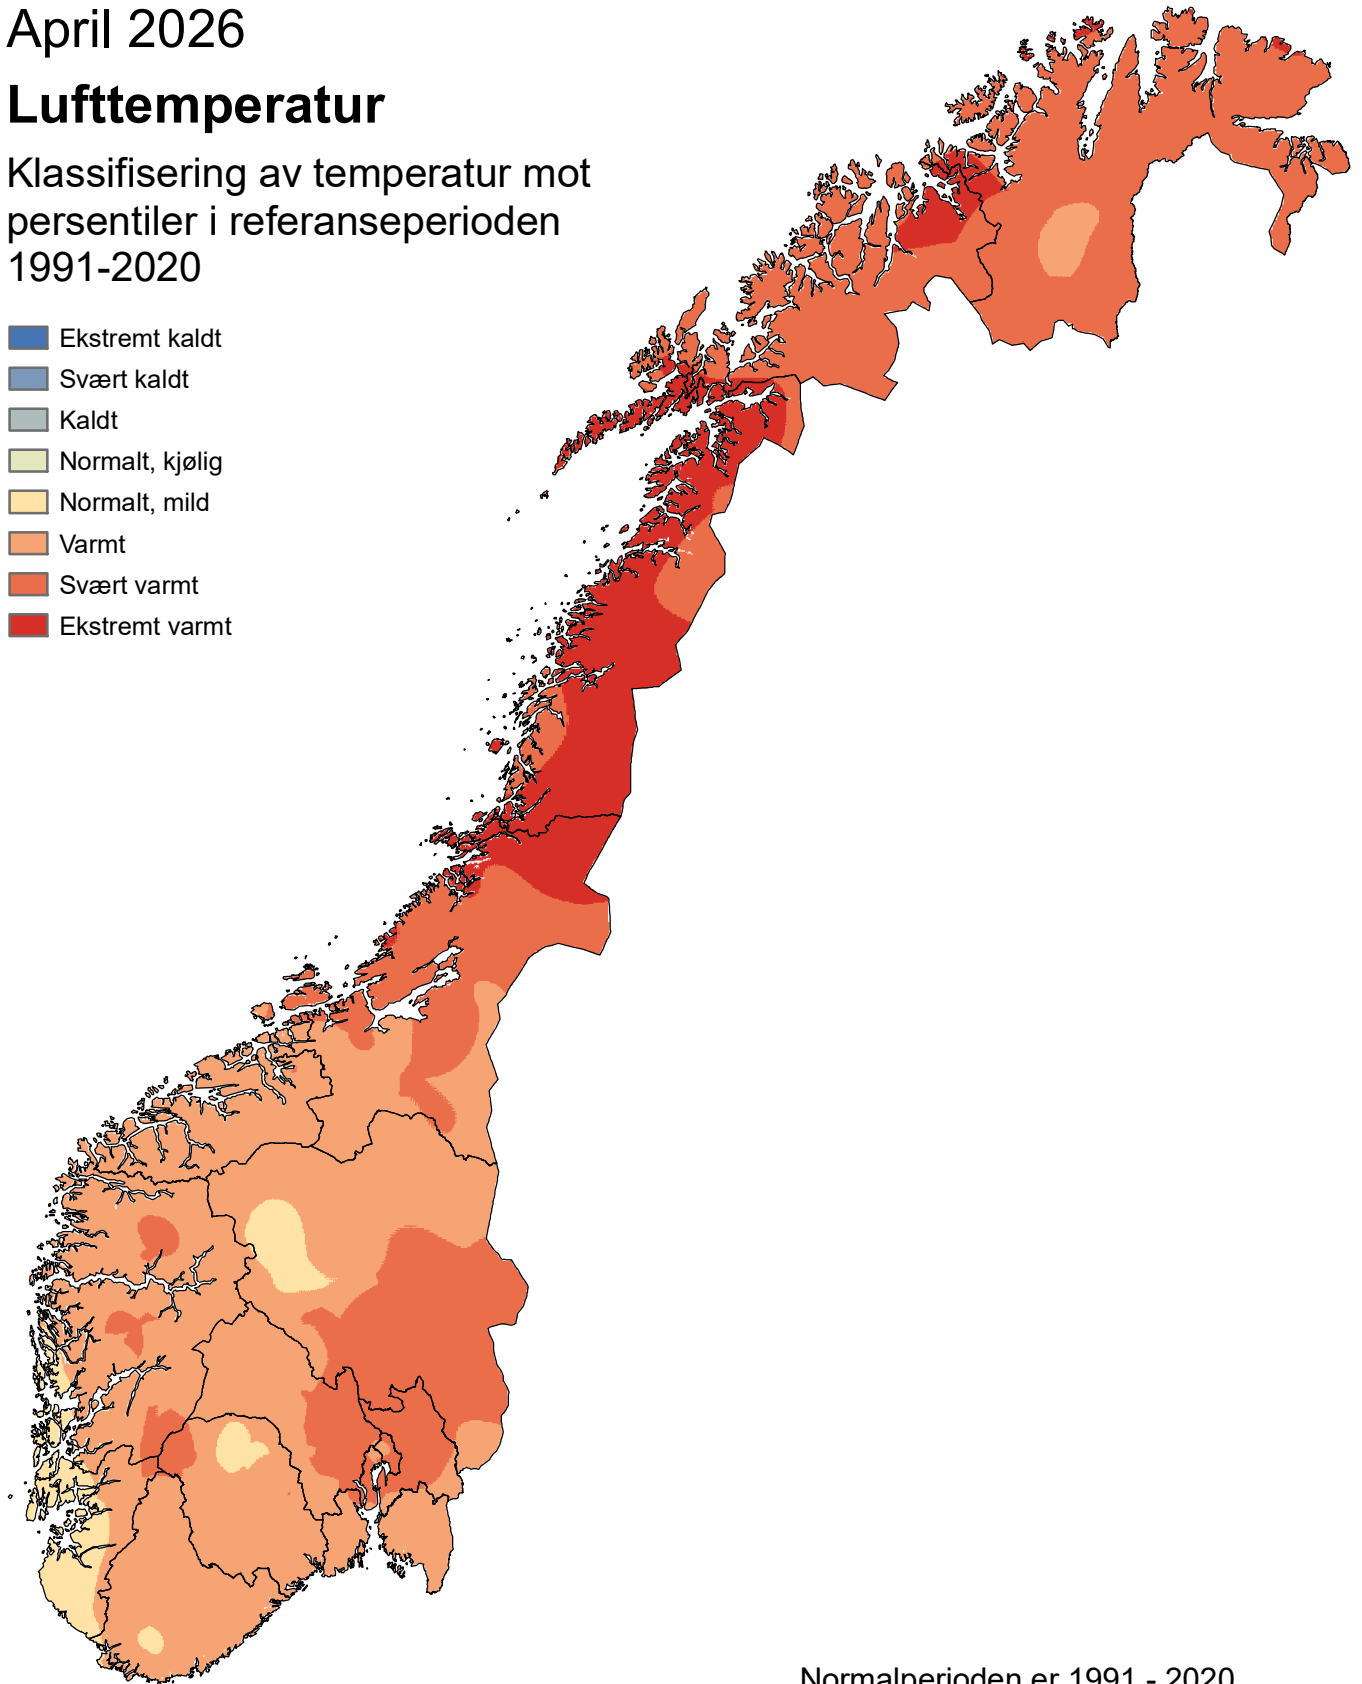 April 2026
Lufttemperatur
Klassifisering av temperatur mot
persentiler i referanseperioden
1991-2020
Ekstremt kaldt
Svært kaldt
Kaldt
Normalt, kjølig
Normalt, mild
Varmt
Svært varmt
Ekstremt varmt
Normalperioden er 1991 - 2020